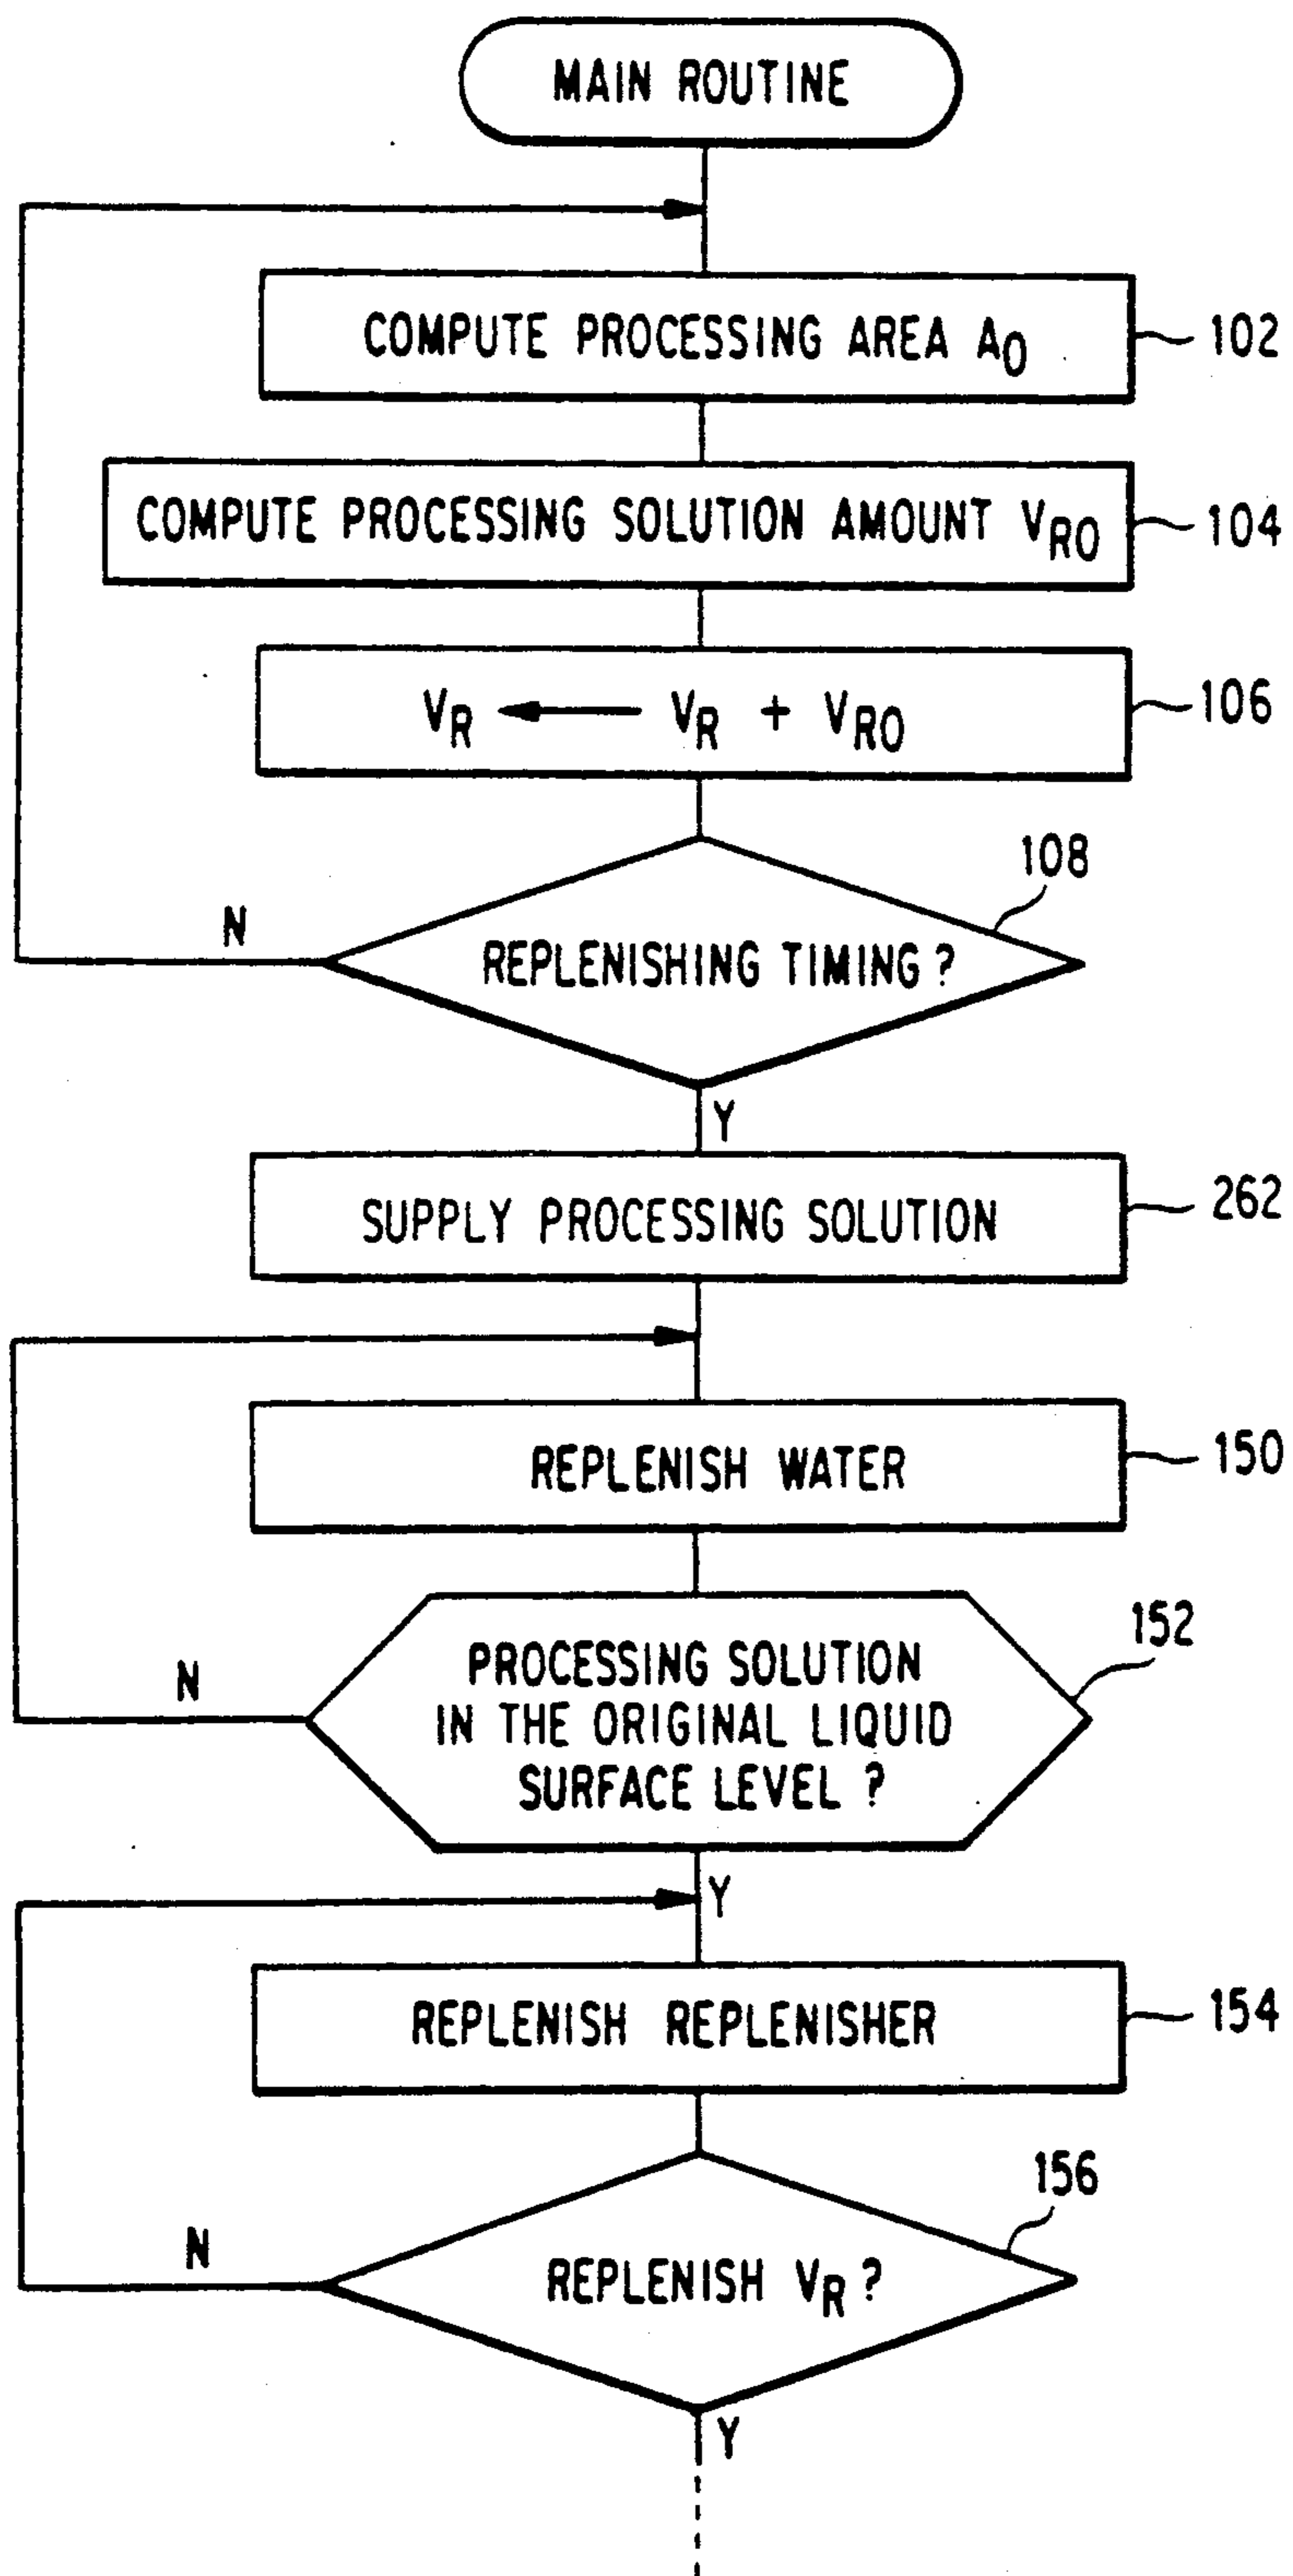 MAIN ROUTINE
COMPUTE PROCESSING AREA A0
102
COMPUTE PROCESSING SOLUTION AMOUNT VRO
104
VR ← VR + VRO
106
108
N
REPLENISHING TIMING ?
Y
SUPPLY PROCESSING SOLUTION
262
REPLENISH WATER
150
152
N
PROCESSING SOLUTION
IN THE ORIGINAL LIQUID
SURFACE LEVEL ?
Y
REPLENISH REPLENISHER
154
156
N
REPLENISH VR ?
Y